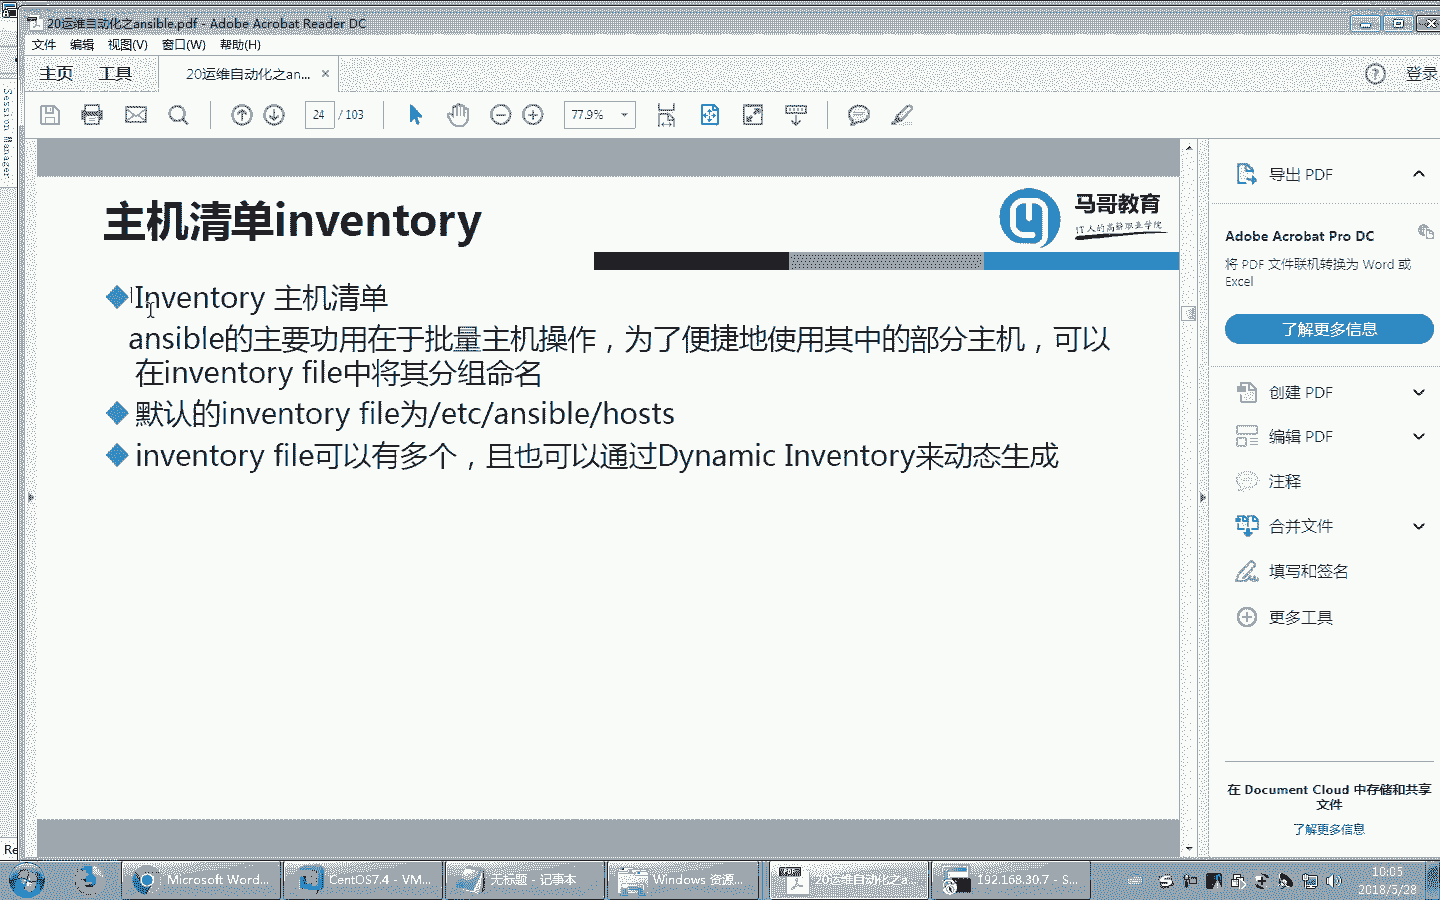 20运维自动化之ansible.pdf - Adobe Acrobat Reader DC
文件 编辑 视图(V) 窗口(W) 帮助(H)
主页 工具 20运维自动化之an... × 登录
24 / 103 77.9%
Session Manager
主机清单inventory
马哥教育
IT人的高薪职业学院
Inventory 主机清单
ansible的主要功用在于批量主机操作，为了便捷地使用其中的部分主机，可以
在inventory file中将其分组命名
默认的inventory file为/etc/ansible/hosts
inventory file可以有多个，且也可以通过Dynamic Inventory来动态生成
导出 PDF
Adobe Acrobat Pro DC
将 PDF 文件联机转换为 Word 或
Excel
了解更多信息
创建 PDF
编辑 PDF
注释
合并文件
填写和签名
更多工具
在 Document Cloud 中存储和共享
文件
了解更多信息
Re
Microsoft Word... CentOS7.4 - VM... 无标题 - 记事本 Windows 资源... 20运维自动化之a... 192.168.30.7 - S...
10:05
2018/5/28